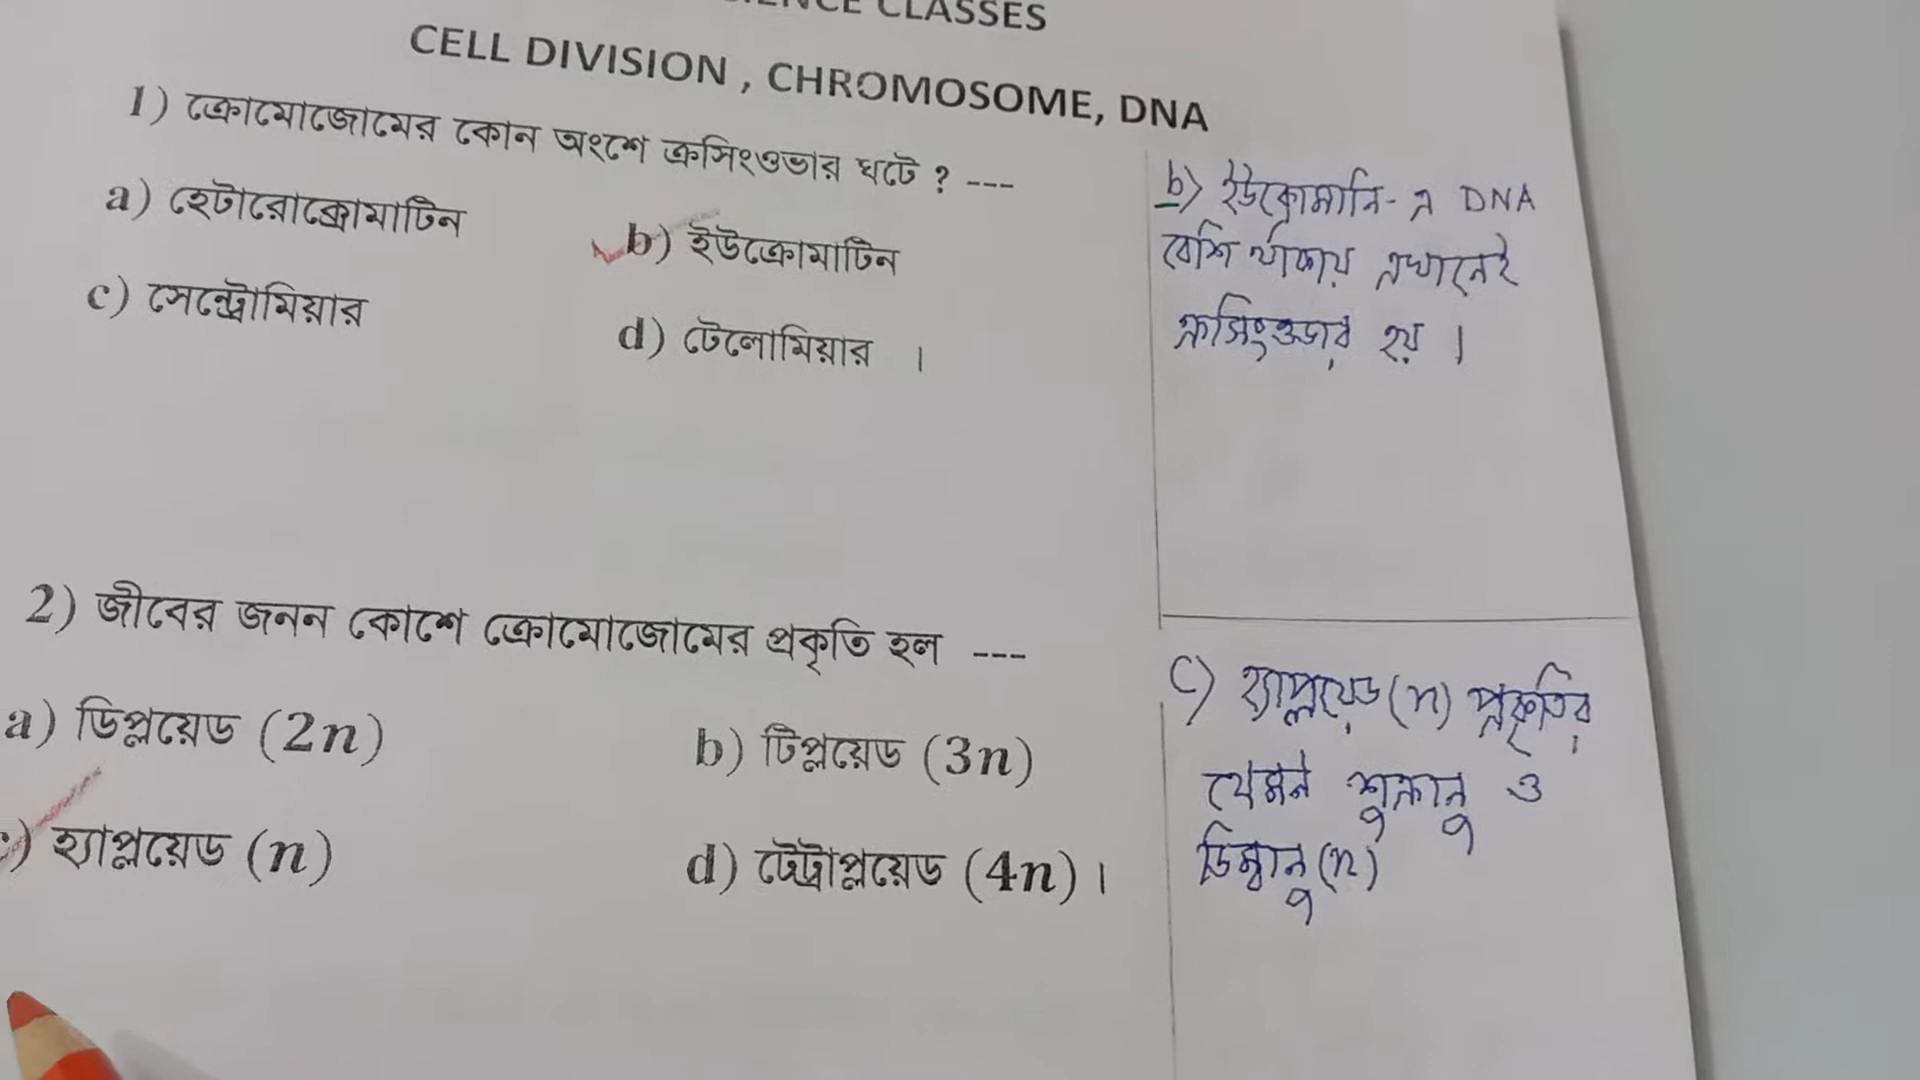 CLASSES
CELL DIVISION , CHROMOSOME, DNA
1) ক্রোমোজোমের কোন অংশে ক্রসিংওভার ঘটে ? ---
a) হেটারোক্রোমাটিন
b) ইউক্রোমাটিন
c) সেন্ট্রোমিয়ার
d) টেলোমিয়ার ।
b) ইউক্রোমানি- এ DNA
বেশি থাকায় এখানেই
ক্রসিংওভার হয় ।
2) জীবের জনন কোশে ক্রোমোজোমের প্রকৃতি হল ---
a) ডিপ্লয়েড (2n)
b) টিপ্লয়েড (3n)
) হ্যাপ্লয়েড (n)
d) টেট্রাপ্লয়েড (4n) ।
C) হ্যাপ্লয়েড (n) প্রকৃতির
যেমন শুক্রানু ও
ডিম্বানু (n)